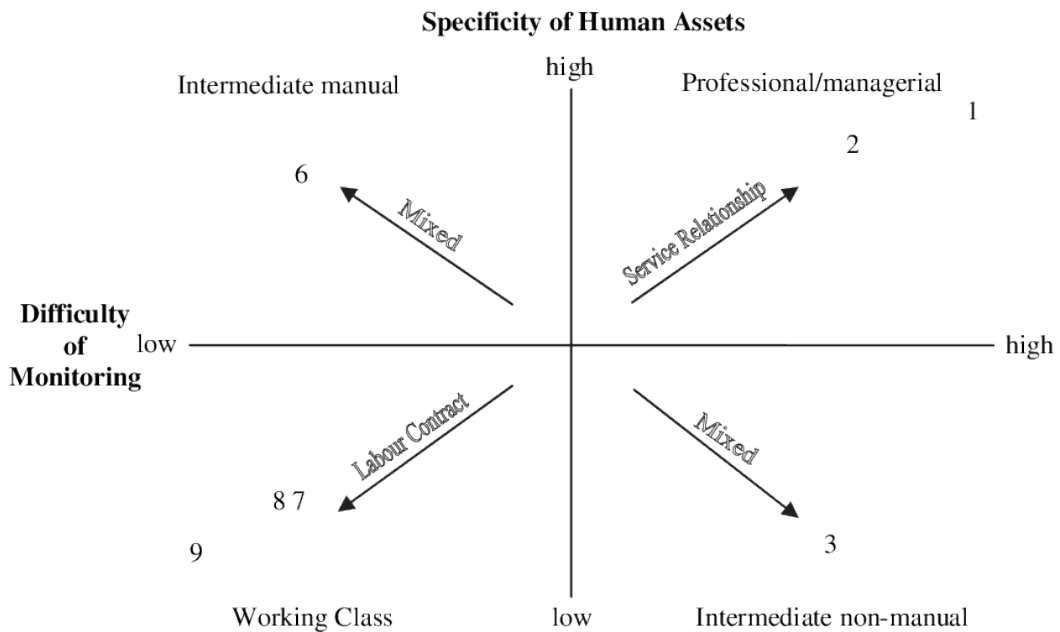 Specificity of Human Assets
high
Intermediate manual
Professional/managerial
1
2
6
Mixed
Service Relationship
Difficulty
of
Monitoring
low
high
Labour Contract
Mixed
8 7
3
9
Working Class
low
Intermediate non-manual